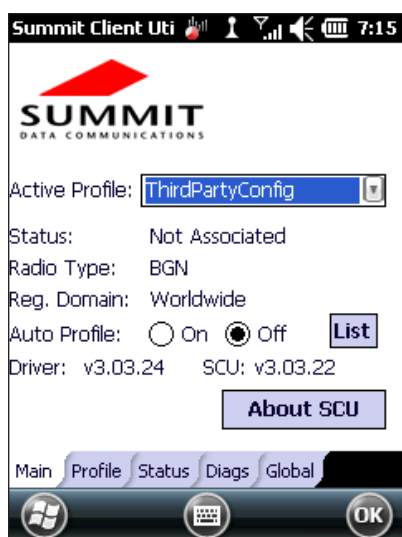 Summit Client Uti 7:15
SUMMIT
DATA COMMUNICATIONS
Active Profile: ThirdPartyConfig
Status: Not Associated
Radio Type: BGN
Reg. Domain: Worldwide
Auto Profile: On Off List
Driver: v3.03.24 SCU: v3.03.22
About SCU
Main Profile Status Diags Global
OK